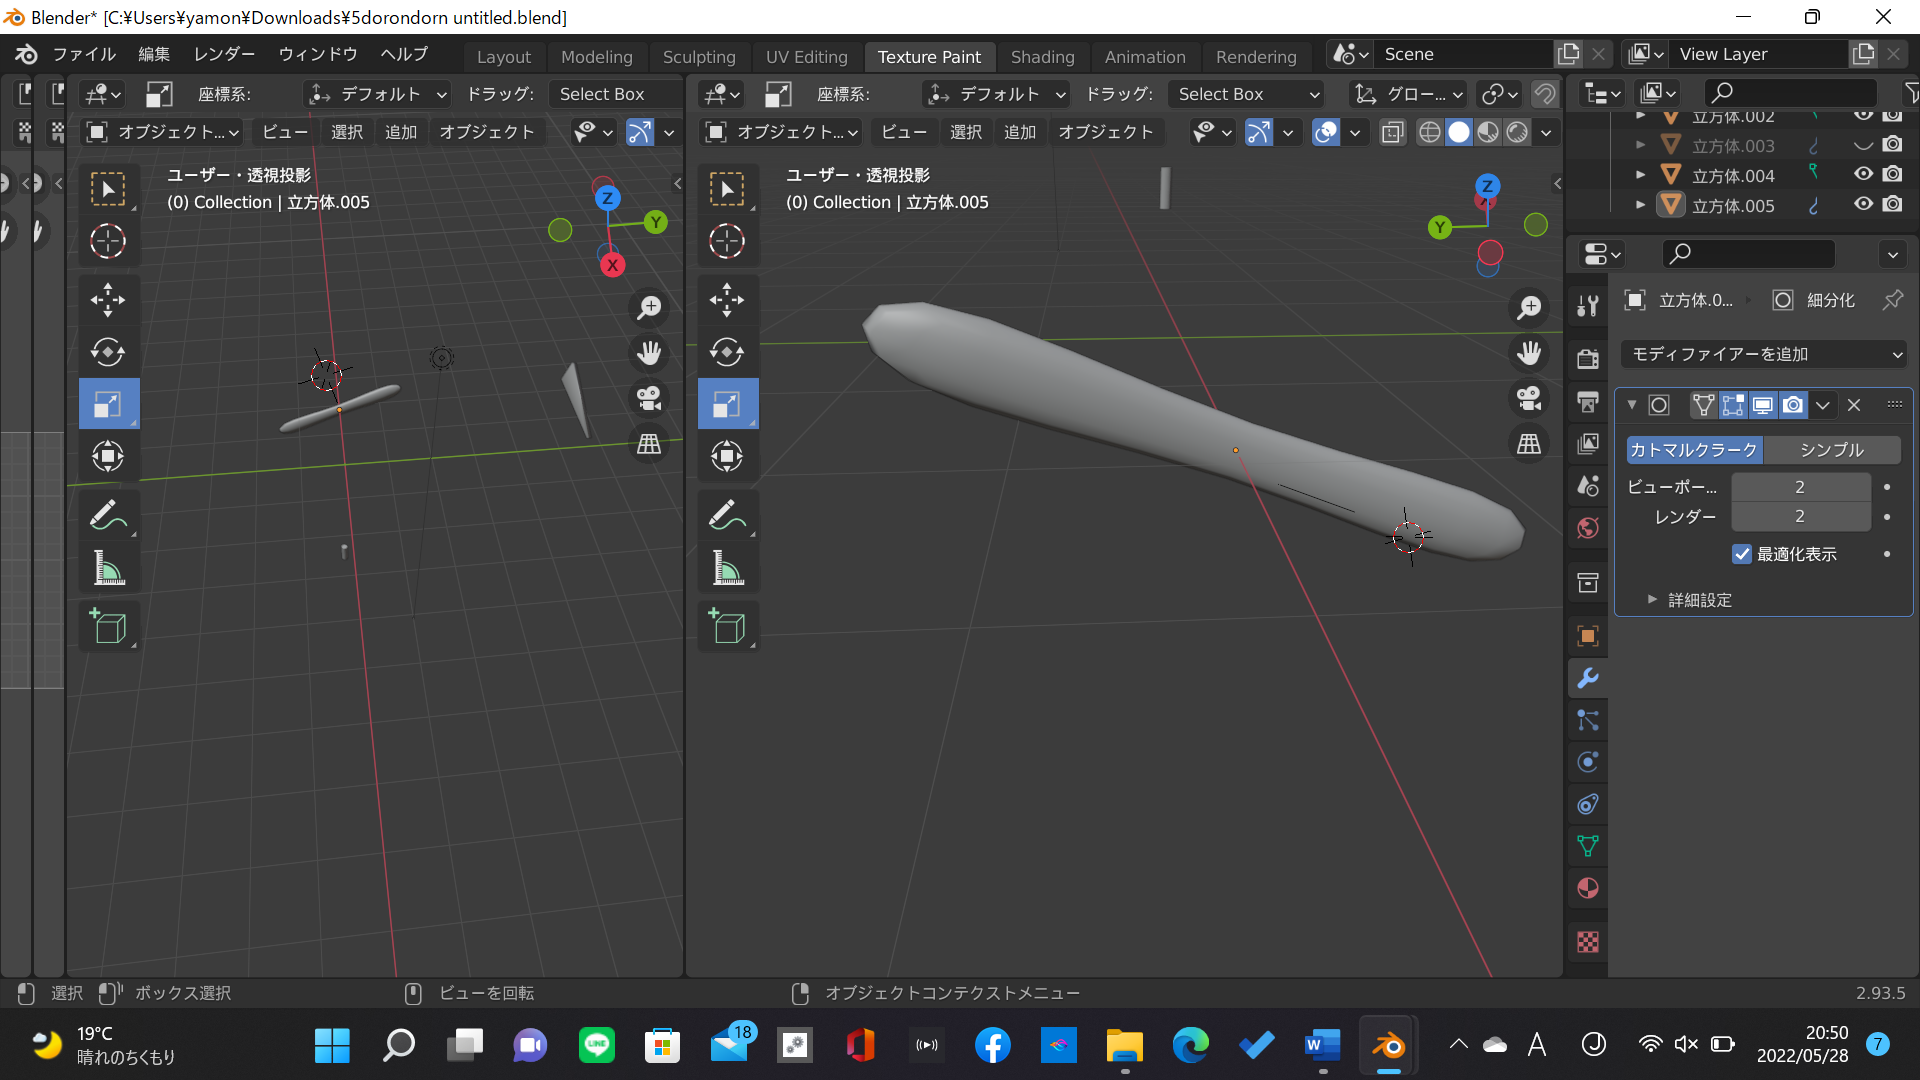 Blender* [C:¥Users¥yamon¥Downloads¥5dorondorn untitled.blend]
ファイル 編集 レンダー ウィンドウ ヘルプ Layout Modeling Sculpting UV Editing Texture Paint Shading Animation Rendering Scene View Layer
座標系: デフォルト ドラッグ: Select Box
座標系: デフォルト ドラッグ: Select Box グロー...
オブジェクト... ビュー 選択 追加 オブジェクト
オブジェクト... ビュー 選択 追加 オブジェクト
ユーザー・透視投影
(0) Collection | 立方体.005
Z
Y
X
ユーザー・透視投影
(0) Collection | 立方体.005
Z
Y
立方体.002
立方体.003
立方体.004
立方体.005
立方体.0... 細分化
モディファイアーを追加
カトマルクラーク シンプル
ビューポー... 2
レンダー 2
最適化表示
詳細設定
選択 ボックス選択 ビューを回転 オブジェクトコンテクストメニュー 2.93.5
19°C
晴れのちくもり
18
W
A
J
20:50
2022/05/28
7